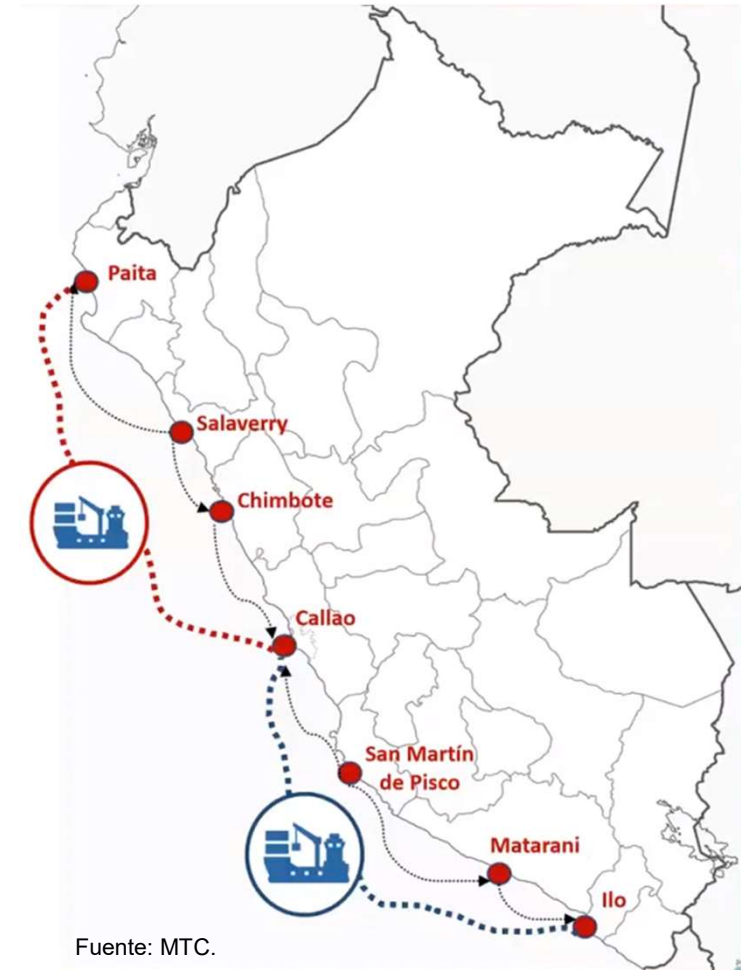 Paita
Salaverry
Chimbote
Callao
San Martín
de Pisco
Matarani
Ilo
Fuente: MTC.